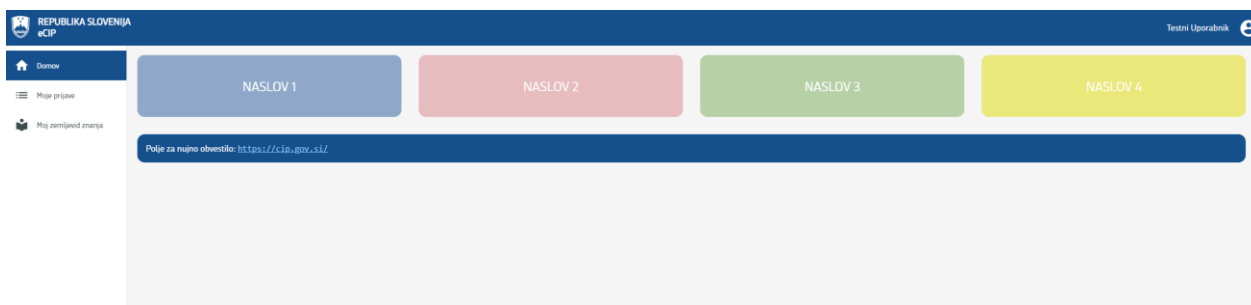 REPUBLIKA SLOVENIJA
eCIP
Testni Uporabnik
Domov
Moje prijave
Moj zemljevid znanja
NASLOV 1
NASLOV 2
NASLOV 3
NASLOV 4
Polje za nujno obvestilo: https://cip.gov.si/